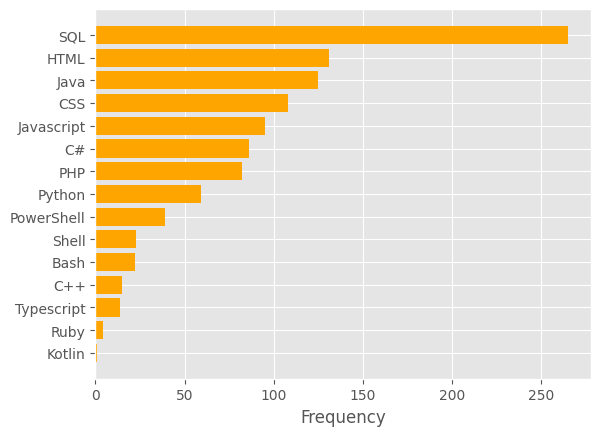 SQL
HTML
Java
CSS
Javascript
C#
PHP
Python
PowerShell
Shell
Bash
C++
Typescript
Ruby
Kotlin
0 50 100 150 200 250
Frequency